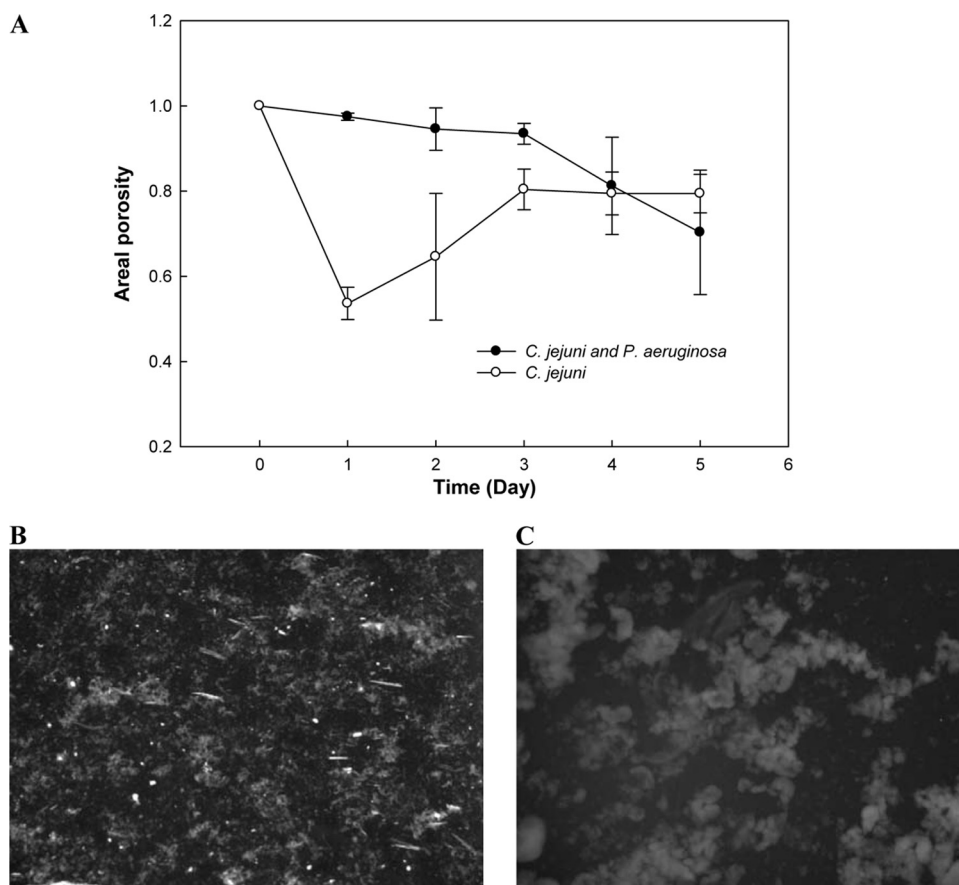 A
1.2
1.0
0.8
0.6
0.4
0.2
Areal porosity
C. jejuni and P. aeruginosa
C. jejuni
0 1 2 3 4 5 6
Time (Day)
B
C